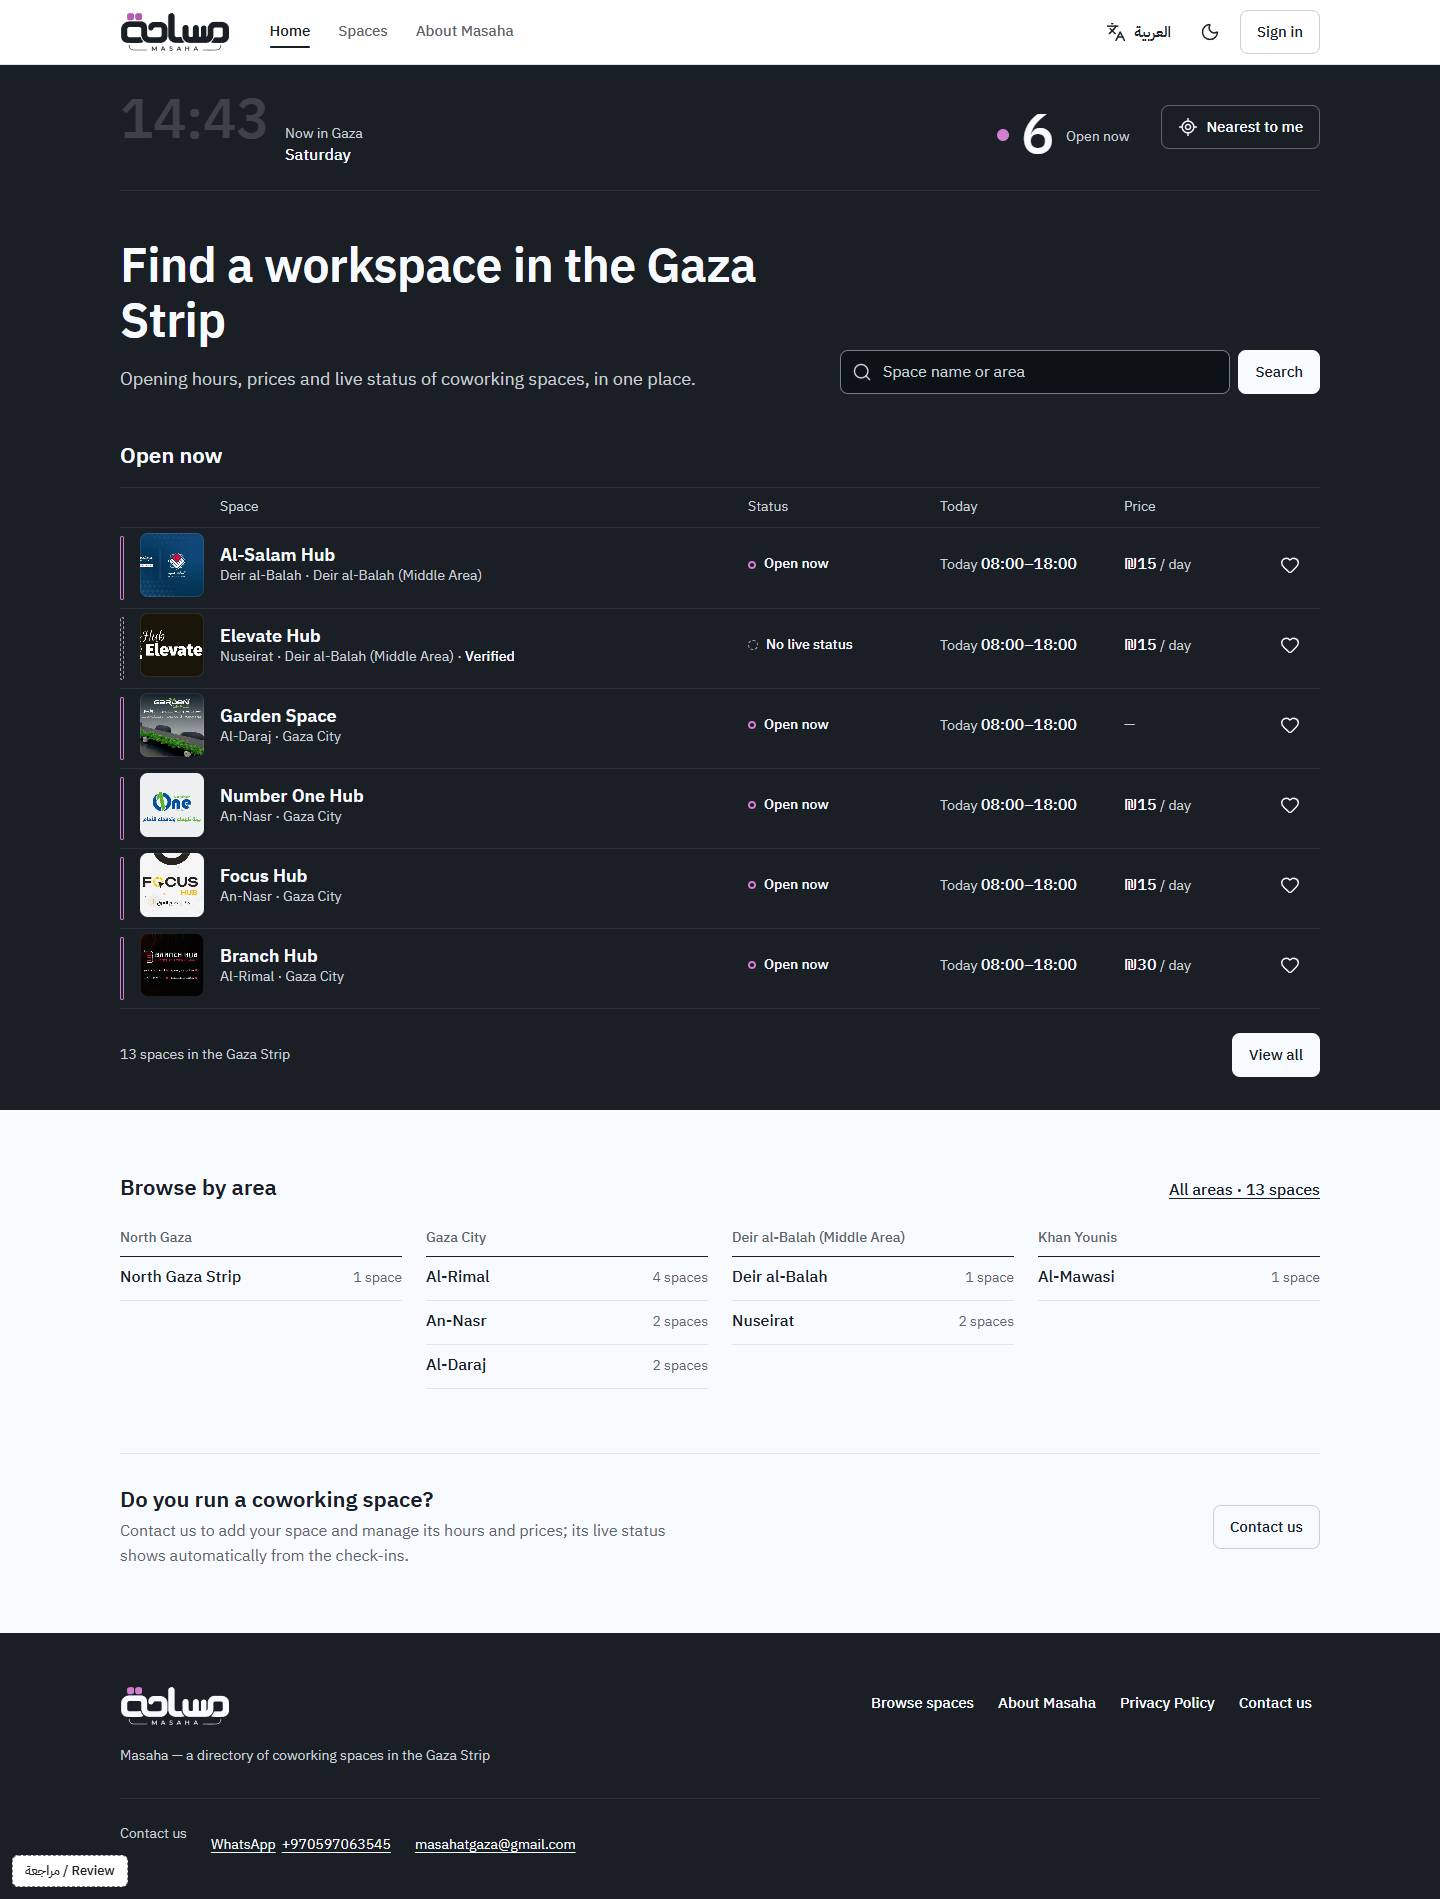 مساحة
MASAHA
Home
Spaces
About Masaha
العربية
Sign in
14:43
Now in Gaza
Saturday
6
Open now
Nearest to me
Find a workspace in the Gaza
Strip
Opening hours, prices and live status of coworking spaces, in one place.
Space name or area
Search
Open now
Space
Status
Today
Price
Al-Salam Hub
Deir al-Balah · Deir al-Balah (Middle Area)
Open now
Today 08:00–18:00
₪15 / day
Hub
Elevate
Elevate Hub
Nuseirat · Deir al-Balah (Middle Area) · Verified
No live status
Today 08:00–18:00
₪15 / day
GARDEN
Garden Space
Al-Daraj · Gaza City
Open now
Today 08:00–18:00
—
One
Number One Hub
An-Nasr · Gaza City
Open now
Today 08:00–18:00
₪15 / day
FOCUS
HUB
Focus Hub
An-Nasr · Gaza City
Open now
Today 08:00–18:00
₪15 / day
BRANCH HUB
Branch Hub
Al-Rimal · Gaza City
Open now
Today 08:00–18:00
₪30 / day
13 spaces in the Gaza Strip
View all
Browse by area
All areas · 13 spaces
North Gaza
North Gaza Strip
1 space
Gaza City
Al-Rimal
4 spaces
An-Nasr
2 spaces
Al-Daraj
2 spaces
Deir al-Balah (Middle Area)
Deir al-Balah
1 space
Nuseirat
2 spaces
Khan Younis
Al-Mawasi
1 space
Do you run a coworking space?
Contact us to add your space and manage its hours and prices; its live status
shows automatically from the check-ins.
Contact us
مساحة
MASAHA
Browse spaces
About Masaha
Privacy Policy
Contact us
Masaha — a directory of coworking spaces in the Gaza Strip
Contact us
WhatsApp +970597063545
masahatgaza@gmail.com
مراجعة / Review